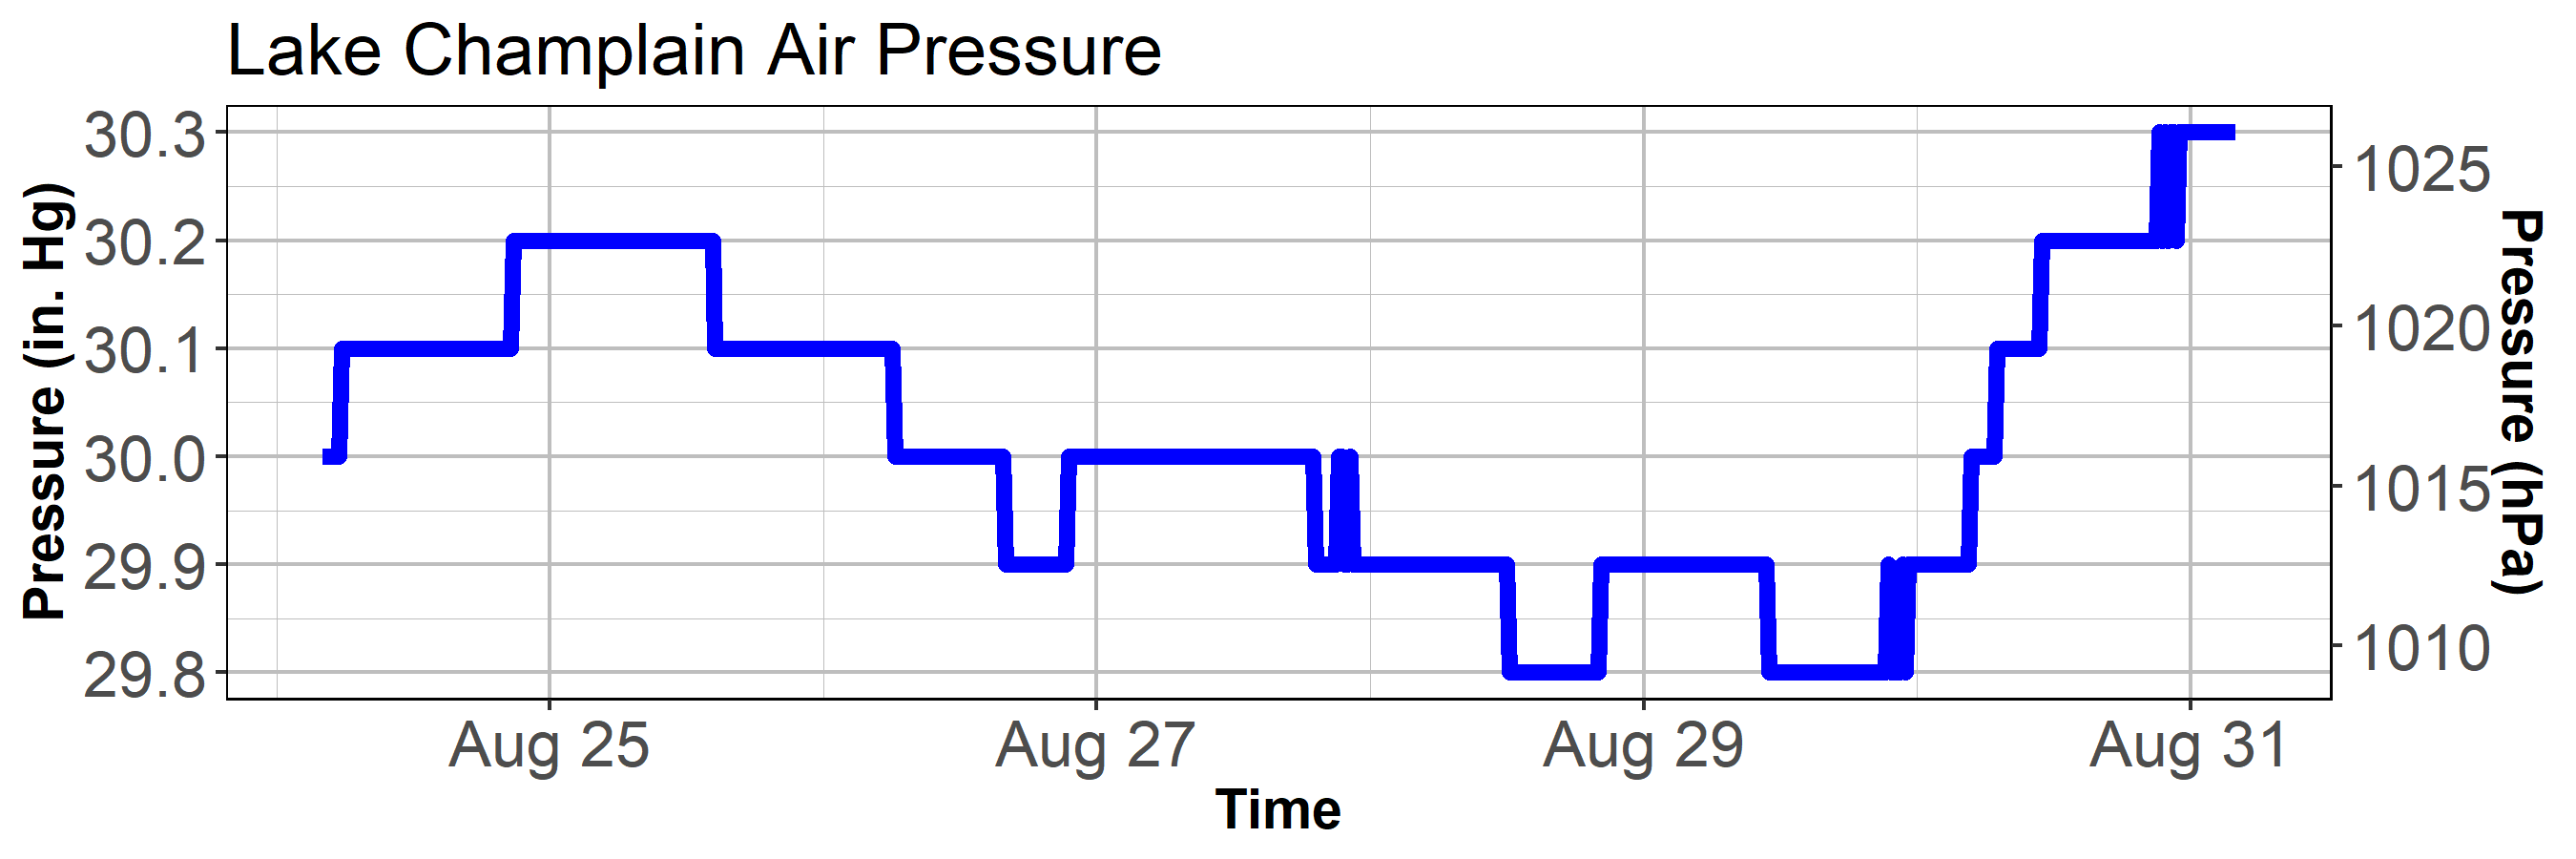 Lake Champlain Air Pressure
30.3
30.2
30.1
30.0
29.9
29.8
Pressure (in. Hg)
1025
1020
1015
1010
Pressure (hPa)
Aug 25 Aug 27 Aug 29 Aug 31
Time